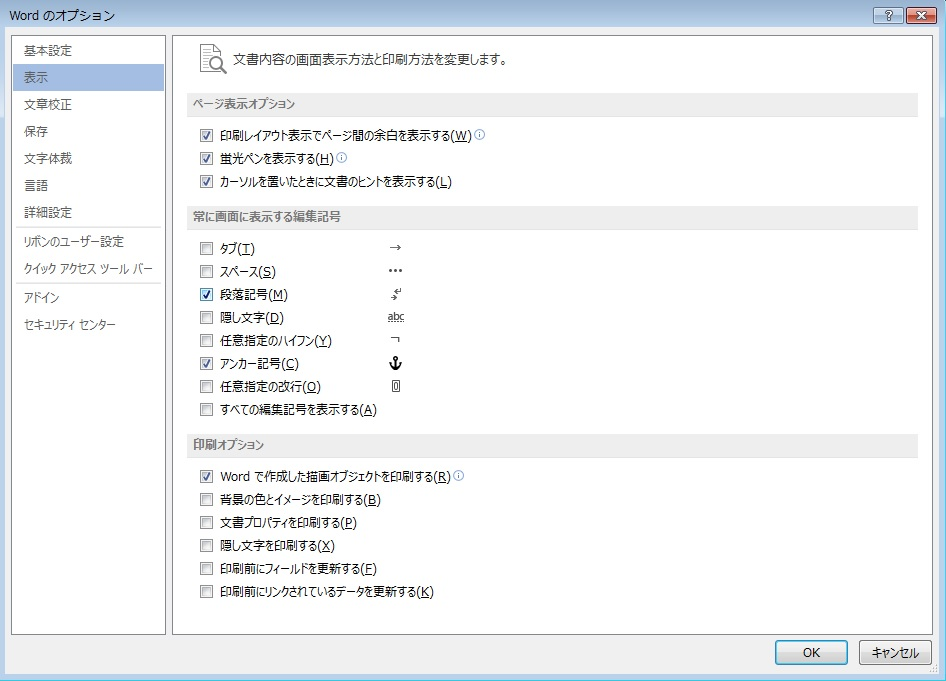 Word のオプション
基本設定
表示
文章校正
保存
文字体裁
言語
詳細設定
リボンのユーザー設定
クイック アクセス ツール バー
アドイン
セキュリティ センター
文書内容の画面表示方法と印刷方法を変更します。
ページ表示オプション
印刷レイアウト表示でページ間の余白を表示する(W)
蛍光ペンを表示する(H)
カーソルを置いたときに文書のヒントを表示する(L)
常に画面に表示する編集記号
タブ(T)
スペース(S)
段落記号(M)
隠し文字(D) abc
任意指定のハイフン(Y)
アンカー記号(C)
任意指定の改行(O)
すべての編集記号を表示する(A)
印刷オプション
Word で作成した描画オブジェクトを印刷する(R)
背景の色とイメージを印刷する(B)
文書プロパティを印刷する(P)
隠し文字を印刷する(X)
印刷前にフィールドを更新する(F)
印刷前にリンクされているデータを更新する(K)
OK キャンセル